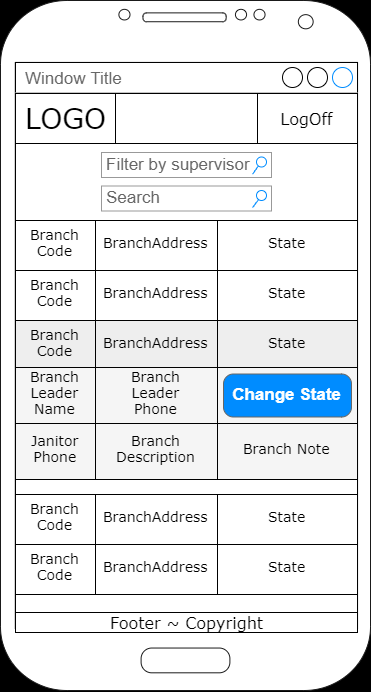 Window Title
LOGO
LogOff
Filter by supervisor
Search
Branch
Code
BranchAddress
State
Branch
Code
BranchAddress
State
Branch
Code
BranchAddress
State
Branch
Leader
Name
Branch
Leader
Phone
Change State
Janitor
Phone
Branch
Description
Branch Note
Branch
Code
BranchAddress
State
Branch
Code
BranchAddress
State
Footer ~ Copyright